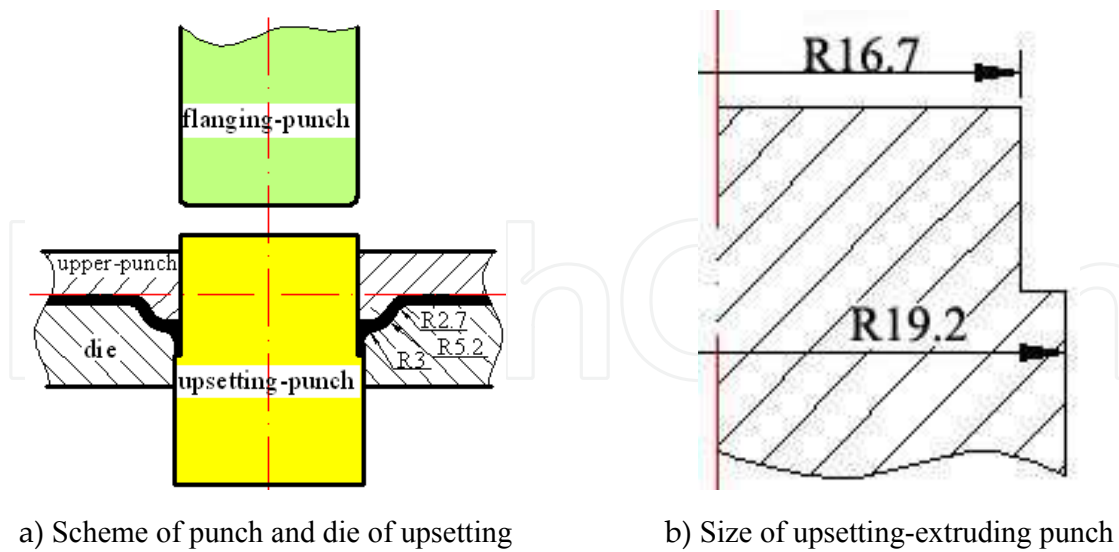 flanging-punch
upper-punch
R2.7
R5.2
R3
die
upsetting-punch
R16.7
R19.2
a) Scheme of punch and die of upsetting
b) Size of upsetting-extruding punch